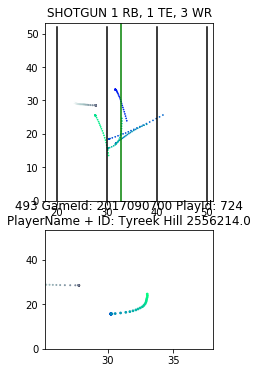 SHOTGUN 1 RB, 1 TE, 3 WR
50
40
30
20
10
0
20 30 40 50
493 GameId: 2017090700 PlayId: 724
PlayerName + ID: Tyreek Hill 2556214.0
40
20
0
30 35